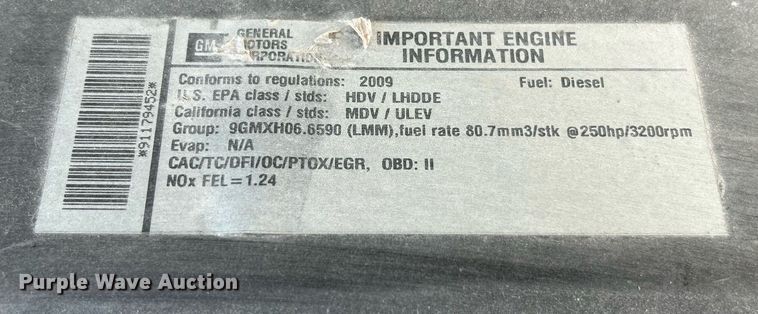 GM
GENERAL
MOTORS
CORPORATION
IMPORTANT ENGINE
INFORMATION
Conforms to regulations: 2009 Fuel: Diesel
U.S. EPA class / stds: HDV / LHDDE
California class / stds: MDV / ULEV
Group: 9GMXH06.6590 (LMM),fuel rate 80.7mm3/stk @250hp/3200rpm
Evap: N/A
CAC/TC/DFI/OC/PTOX/EGR, OBD: II
NOx FEL=1.24
*91179452*
Purple Wave Auction